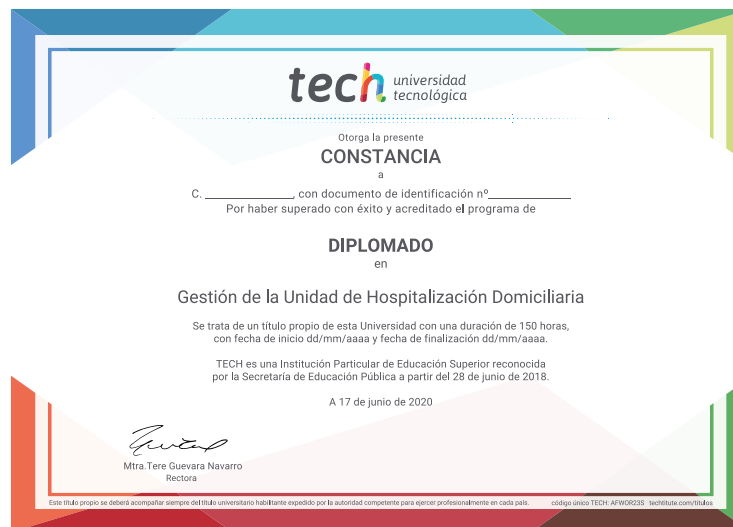 tech universidad
tecnológica
Otorga la presente
CONSTANCIA
a
C. ______________, con documento de identificación nº______________
Por haber superado con éxito y acreditado el programa de
DIPLOMADO
en
Gestión de la Unidad de Hospitalización Domiciliaria
Se trata de un título propio de esta Universidad con una duración de 150 horas,
con fecha de inicio dd/mm/aaaa y fecha de finalización dd/mm/aaaa.
TECH es una Institución Particular de Educación Superior reconocida
por la Secretaría de Educación Pública a partir del 28 de junio de 2018.
A 17 de junio de 2020
Mtra.Tere Guevara Navarro
Rectora
Este título propio se deberá acompañar siempre del título universitario habilitante expedido por la autoridad competente para ejercer profesionalmente en cada país. código único TECH: AFWOR23S techtitute.com/títulos